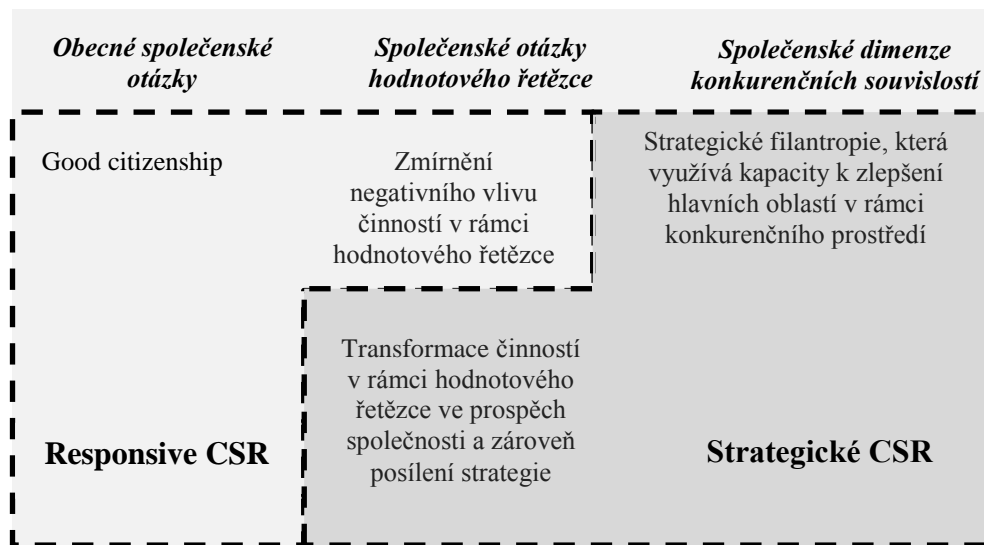 Obecné společenské
otázky
Společenské otázky
hodnotového řetězce
Společenské dimenze
konkurenčních souvislostí
Good citizenship
Zmírnění
negativního vlivu
činností v rámci
hodnotového řetězce
Strategické filantropie, která
využívá kapacity k zlepšení
hlavních oblastí v rámci
konkurenčního prostředí
Transformace činností
v rámci hodnotového
řetězce ve prospěch
společnosti a zároveň
posílení strategie
Responsive CSR
Strategické CSR